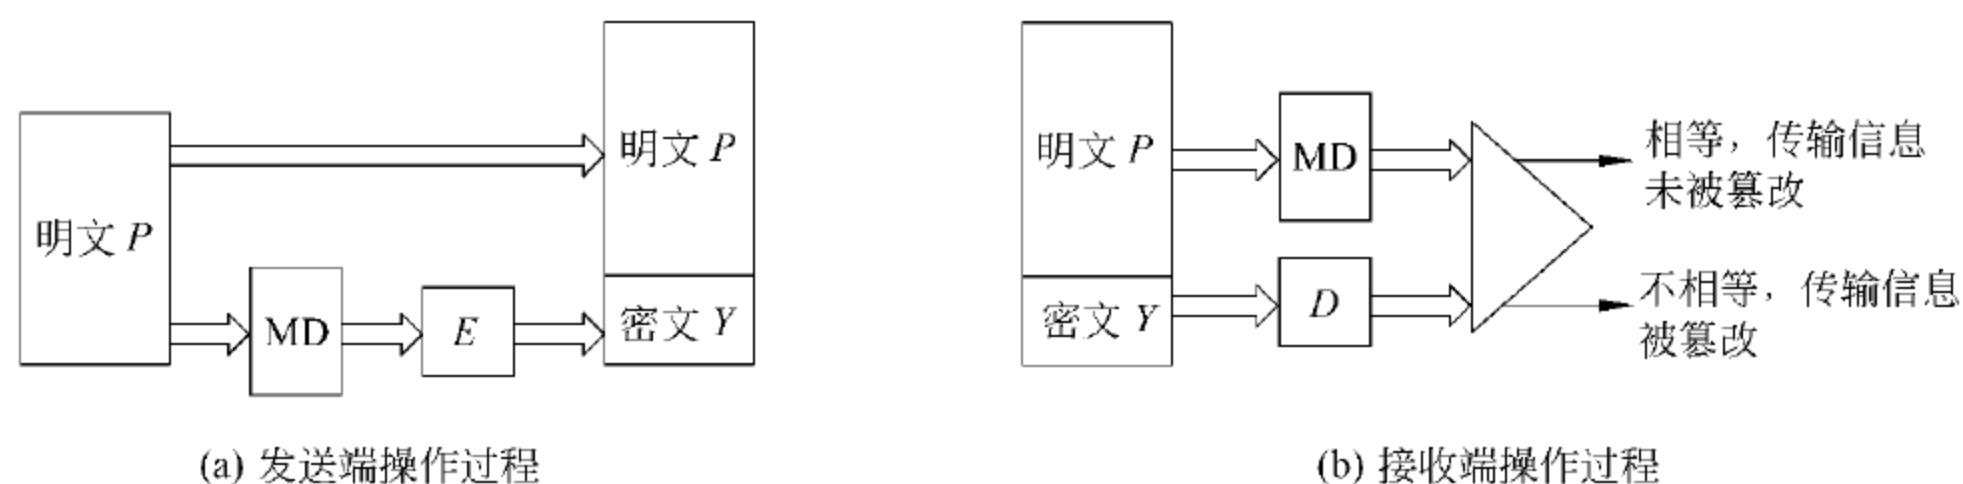 明文 P
明文 P
MD
E
密文 Y
(a) 发送端操作过程
明文 P
MD
相等，传输信息
未被篡改
密文 Y
D
不相等，传输信息
被篡改
(b) 接收端操作过程